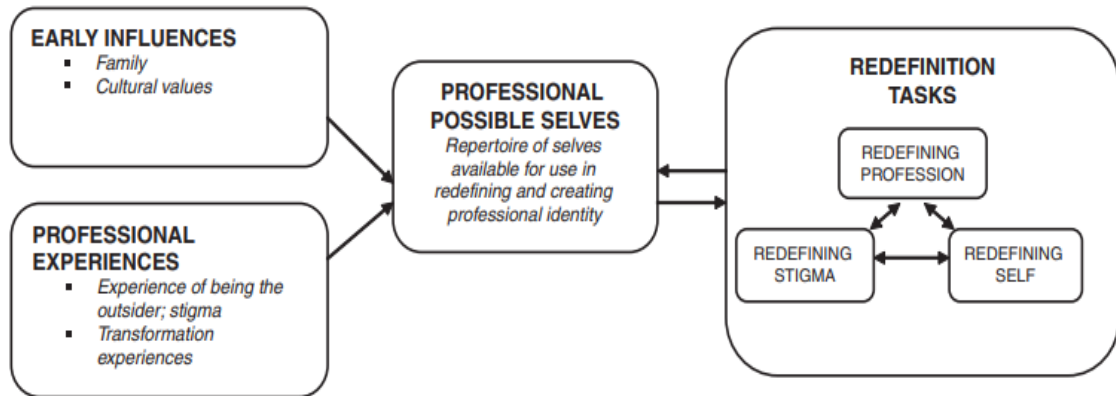 EARLY INFLUENCES
▪ Family
▪ Cultural values
PROFESSIONAL
EXPERIENCES
▪ Experience of being the
outsider; stigma
▪ Transformation
experiences
PROFESSIONAL
POSSIBLE SELVES
Repertoire of selves
available for use in
redefining and creating
professional identity
REDEFINITION
TASKS
REDEFINING
PROFESSION
REDEFINING
STIGMA
REDEFINING
SELF